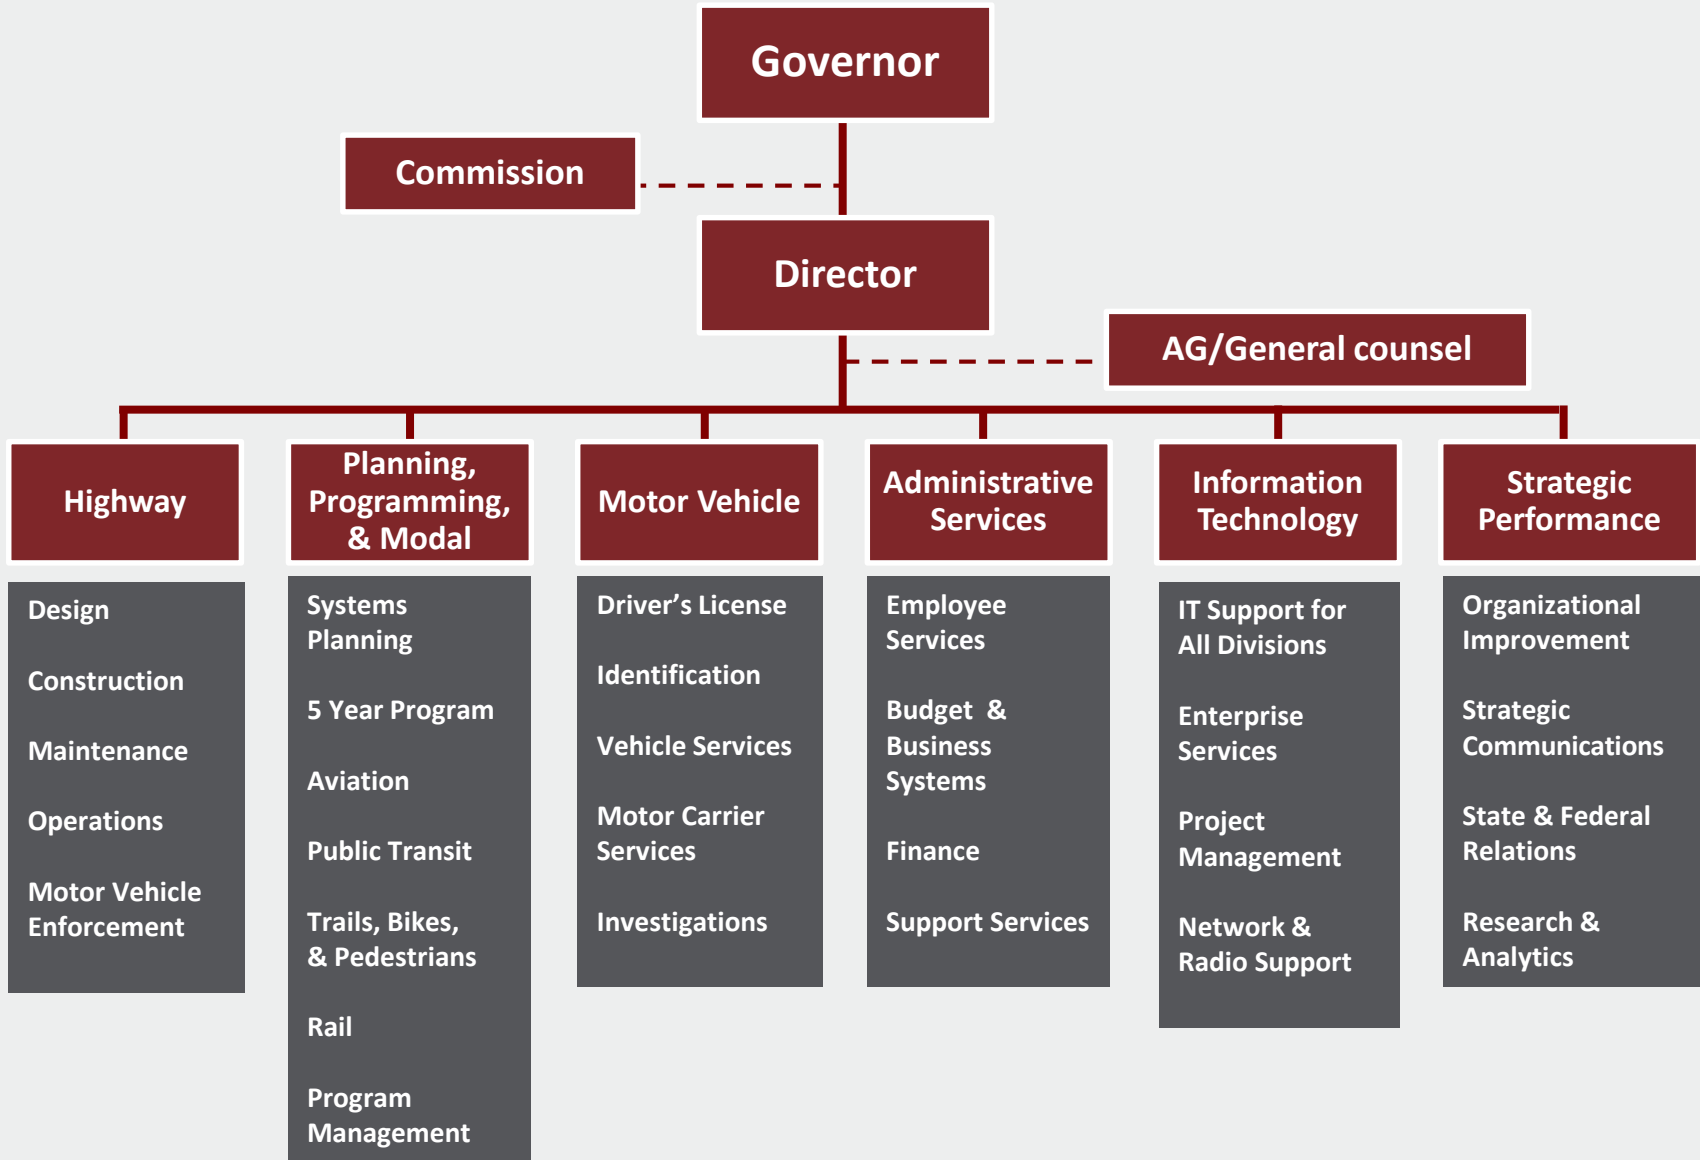 Governor
Commission
Director
AG/General counsel
Highway
Planning,
Programming,
& Modal
Motor Vehicle
Administrative
Services
Information
Technology
Strategic
Performance
Design
Construction
Maintenance
Operations
Motor Vehicle
Enforcement
Systems
Planning
5 Year Program
Aviation
Public Transit
Trails, Bikes,
& Pedestrians
Rail
Program
Management
Driver’s License
Identification
Vehicle Services
Motor Carrier
Services
Investigations
Employee
Services
Budget &
Business
Systems
Finance
Support Services
IT Support for
All Divisions
Enterprise
Services
Project
Management
Network &
Radio Support
Organizational
Improvement
Strategic
Communications
State & Federal
Relations
Research &
Analytics